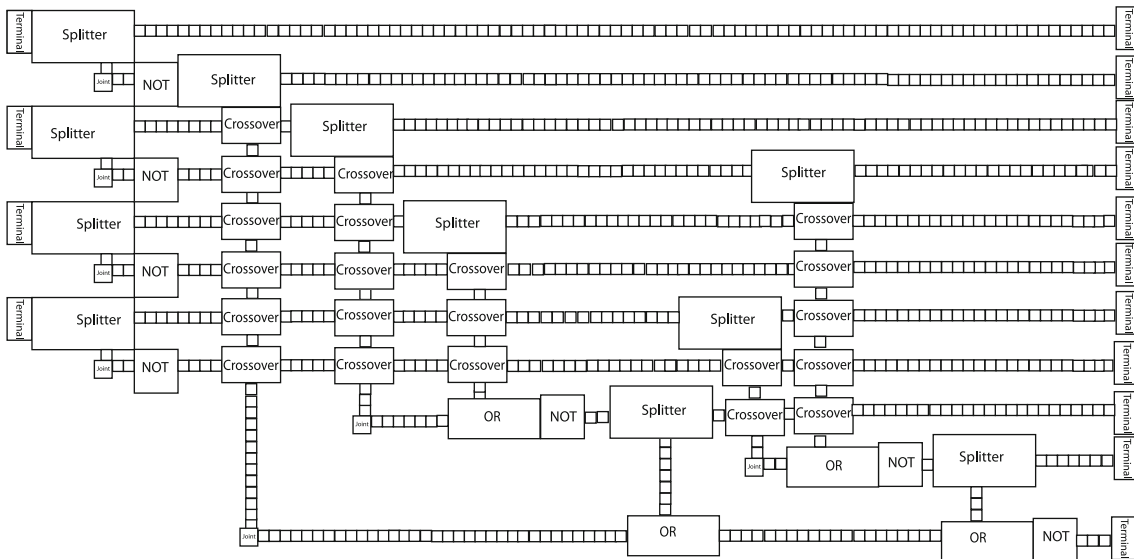 Terminal Splitter Terminal
Joint NOT Splitter Terminal
Terminal Splitter Crossover Splitter Terminal
Joint NOT Crossover Crossover Splitter Terminal
Terminal Splitter Crossover Crossover Splitter Crossover Terminal
Joint NOT Crossover Crossover Crossover Crossover Terminal
Terminal Splitter Crossover Crossover Crossover Splitter Crossover Terminal
Joint NOT Crossover Crossover Crossover Crossover Crossover Terminal
Joint OR NOT Splitter Crossover Crossover Terminal
Joint OR NOT Splitter Terminal
Joint OR OR NOT Terminal